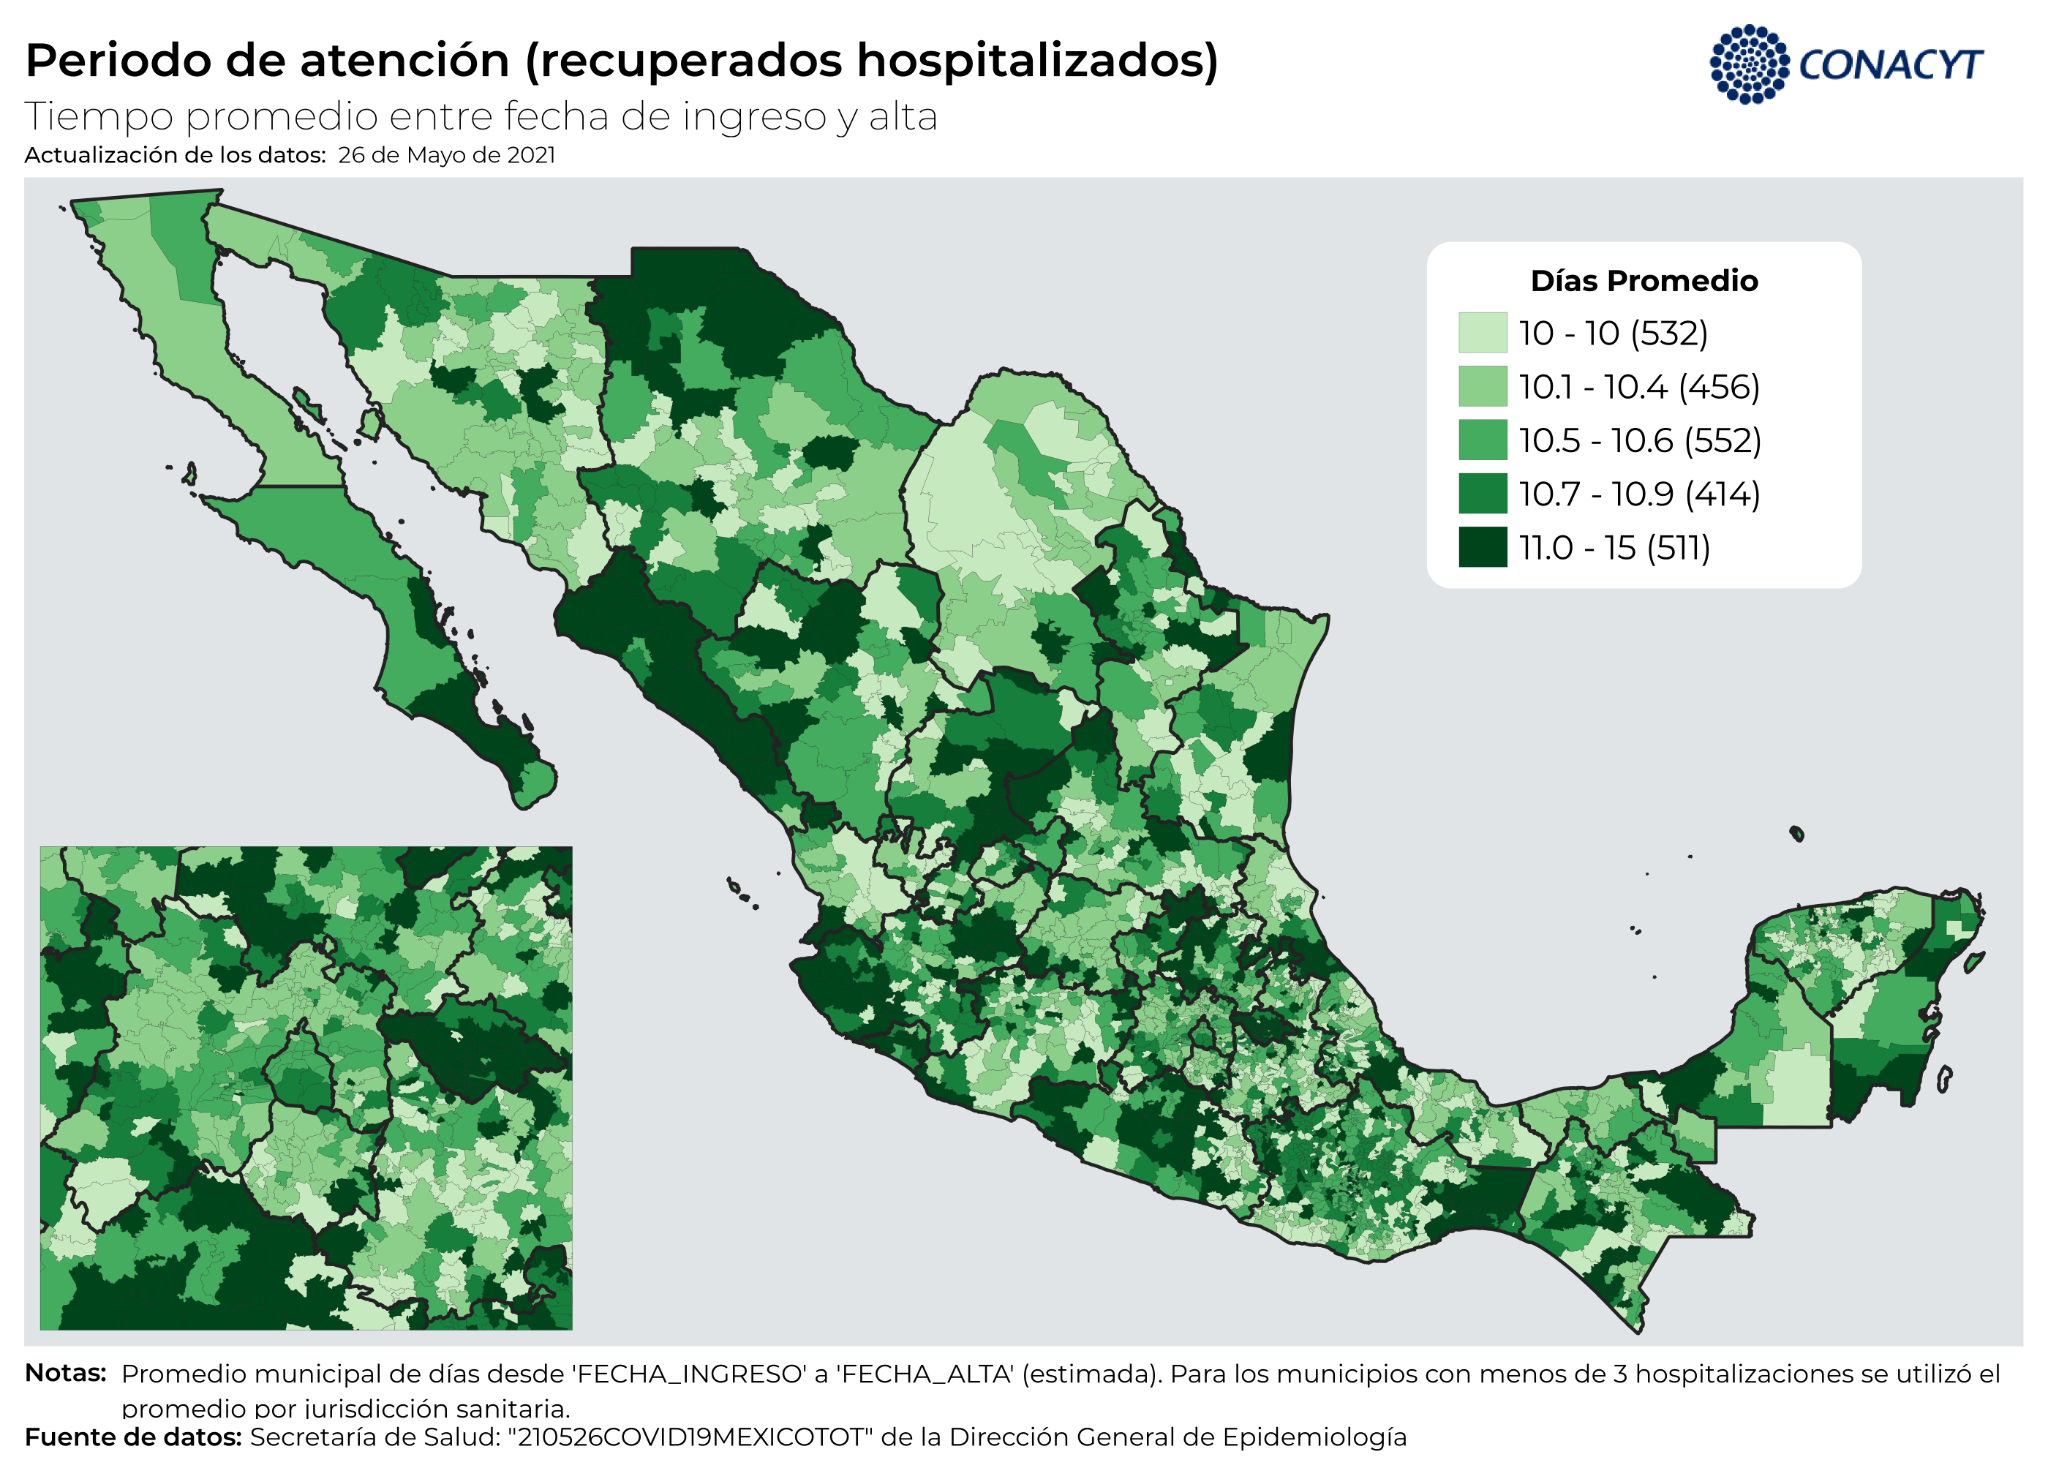 Periodo de atención (recuperados hospitalizados)
CONACYT
Tiempo promedio entre fecha de ingreso y alta
Actualización de los datos: 26 de Mayo de 2021
Días Promedio
10 - 10 (532)
10.1 - 10.4 (456)
10.5 - 10.6 (552)
10.7 - 10.9 (414)
11.0 - 15 (511)
Notas: Promedio municipal de días desde 'FECHA_INGRESO' a 'FECHA_ALTA' (estimada). Para los municipios con menos de 3 hospitalizaciones se utilizó el
promedio por jurisdicción sanitaria.
Fuente de datos: Secretaría de Salud: "210526COVID19MEXICOTOT" de la Dirección General de Epidemiología